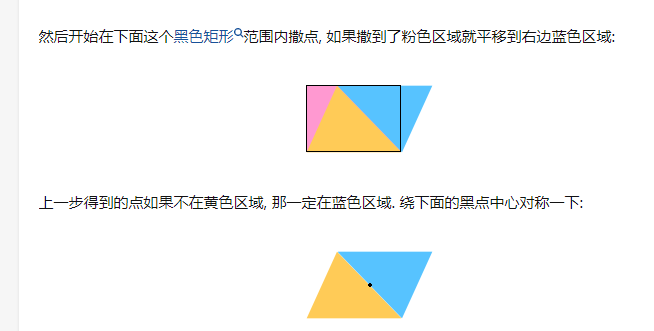 然后开始在下面这个黑色矩形范围内撒点, 如果撒到了粉色区域就平移到右边蓝色区域:
上一步得到的点如果不在黄色区域, 那一定在蓝色区域. 绕下面的黑点中心对称一下: